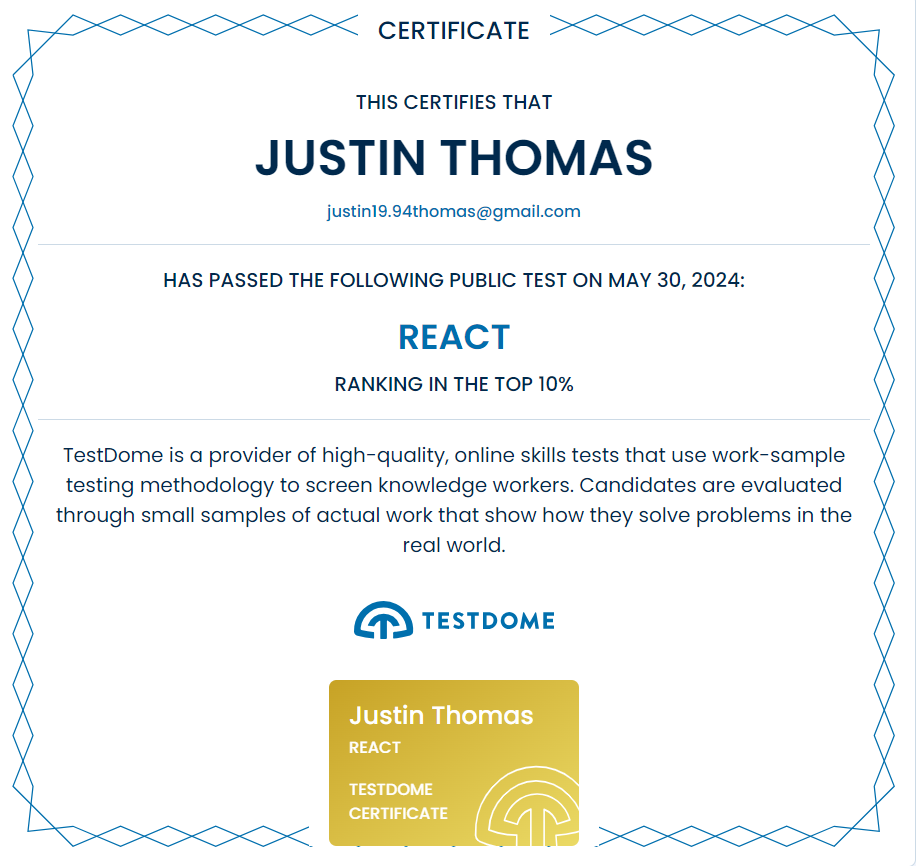 CERTIFICATE
THIS CERTIFIES THAT
JUSTIN THOMAS
justin19.94thomas@gmail.com
HAS PASSED THE FOLLOWING PUBLIC TEST ON MAY 30, 2024:
REACT
RANKING IN THE TOP 10%
TestDome is a provider of high-quality, online skills tests that use work-sample
testing methodology to screen knowledge workers. Candidates are evaluated
through small samples of actual work that show how they solve problems in the
real world.
TESTDOME
Justin Thomas
REACT
TESTDOME
CERTIFICATE